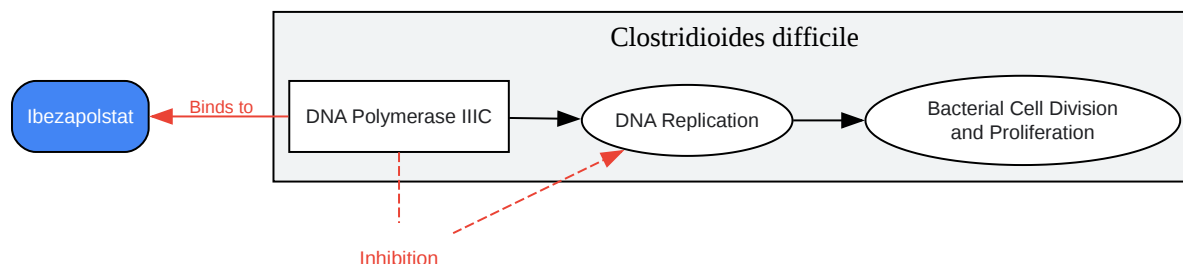 Clostridioides difficile
Ibezapolstat
Binds to
DNA Polymerase IIIC
DNA Replication
Bacterial Cell Division
and Proliferation
Inhibition